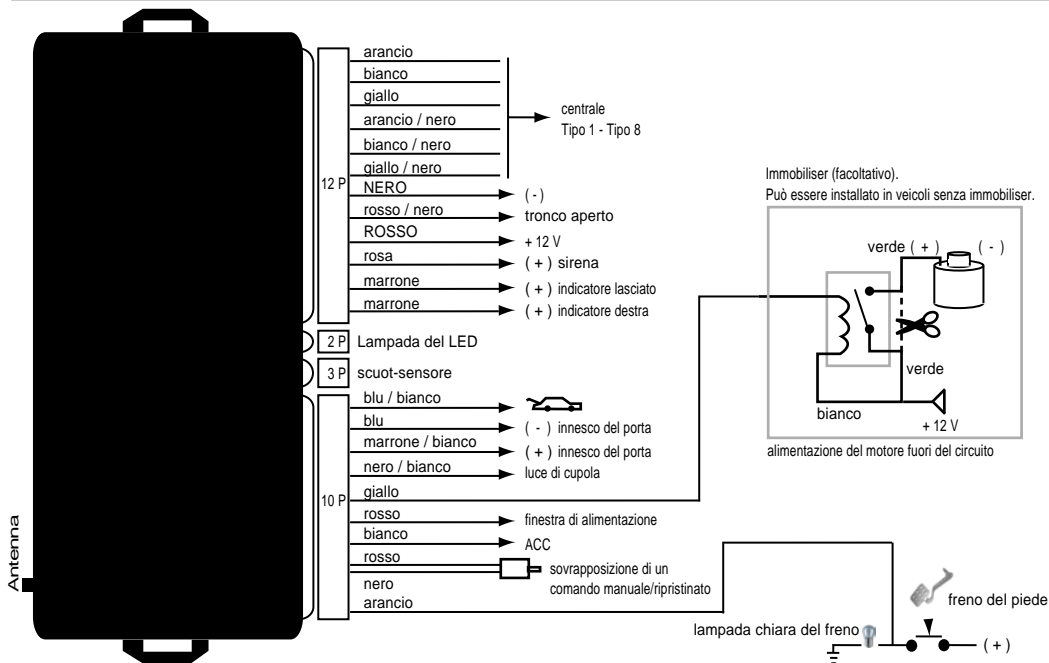 arancio
bianco
giallo
arancio / nero
bianco / nero
giallo / nero
centrale
Tipo 1 - Tipo 8
12 P
NERO
( - )
rosso / nero
tronco aperto
ROSSO
+ 12 V
rosa
( + ) sirena
marrone
( + ) indicatore lasciato
marrone
( + ) indicatore destra
2 P
Lampada del LED
3 P
scuot-sensore
blu / bianco
blu
( - ) innesco del porta
marrone / bianco
( + ) innesco del porta
nero / bianco
luce di cupola
10 P
giallo
rosso
finestra di alimentazione
bianco
ACC
rosso
sovrapposizione di un
comando manuale/ripristinato
nero
arancio
Antenna
Immobiliser (facoltativo).
Può essere installato in veicoli senza immobiliser.
verde ( + )
( - )
verde
bianco
+ 12 V
alimentazione del motore fuori del circuito
freno del piede
lampada chiara del freno
( + )